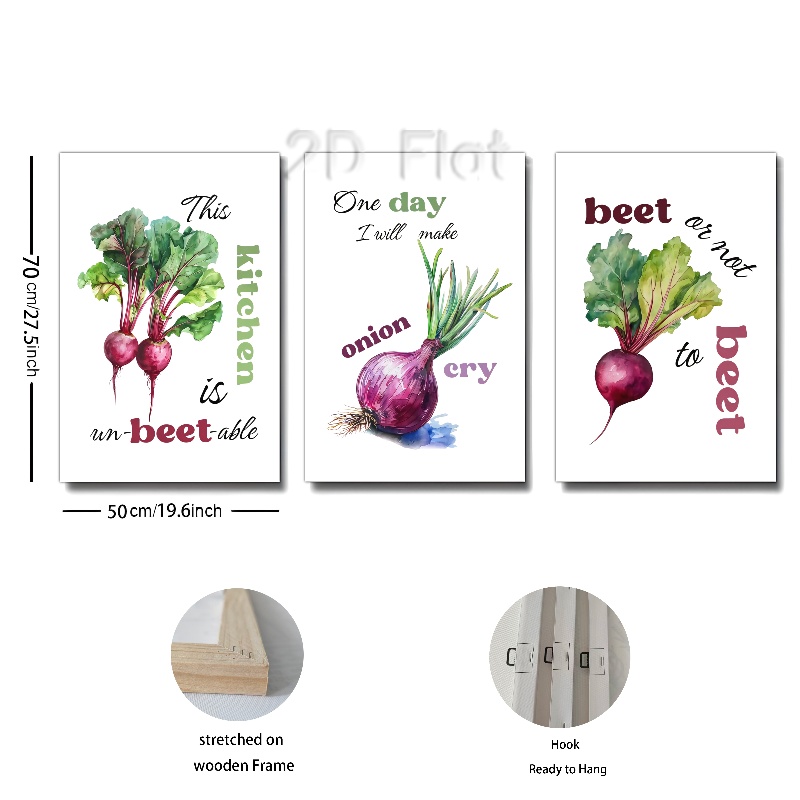 2D Flat
This
kitchen
is
un-beet-able
One day
I will make
onion
cry
beet
or not
to
beet
70 cm/27.5inch
50 cm/19.6inch
stretched on
wooden Frame
Hook
Ready to Hang